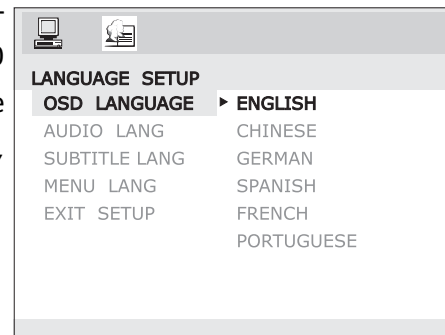 LANGUAGE SETUP
OSD LANGUAGE ▶ ENGLISH
AUDIO LANG CHINESE
SUBTITLE LANG GERMAN
MENU LANG SPANISH
EXIT SETUP FRENCH
PORTUGUESE